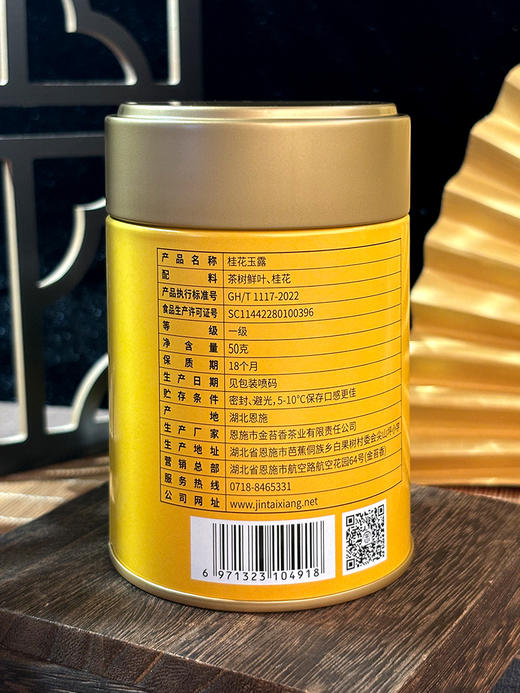 产品名称 桂花玉露
配料 茶树鲜叶、桂花
产品执行标准号 GH/T 1117-2022
食品生产许可证号 SC11442280100396
等级 一级
净含量 50克
保质期 18个月
生产日期 见包装喷码
贮存条件 密封、避光，5-10℃保存口感更佳
产地 湖北恩施
生产厂家 恩施市金苔香茶业有限责任公司
生产地址 湖北省恩施市芭蕉侗族乡白果树村委会尖山坪小学
营销总部 湖北省恩施市航空路航空花园64号(金苔香)
服务热线 0718-8465331
公司网址 www.jintaixiang.net
6 971323 104918